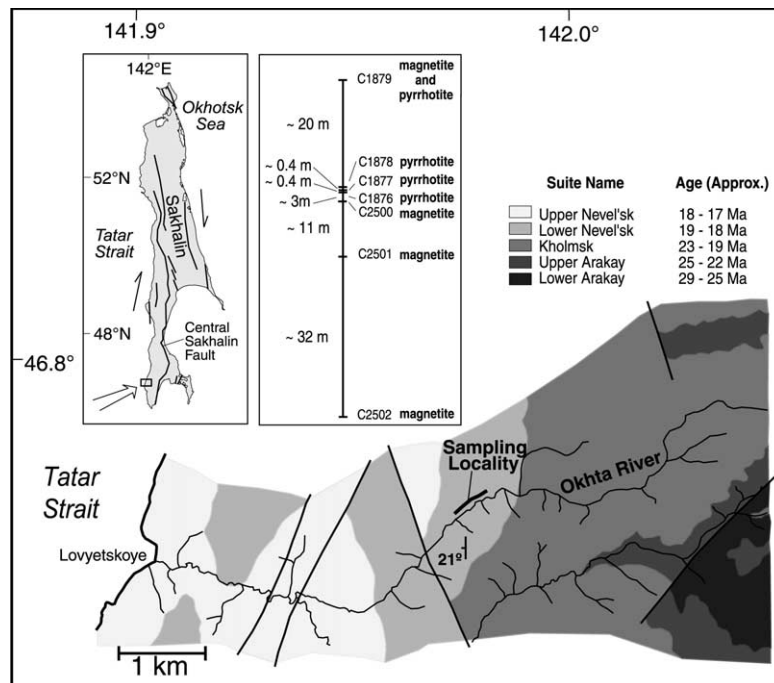 141.9°
142.0°
46.8°
142°E
Okhotsk
Sea
52°N
Sakhalin
Tatar
Strait
48°N
Central
Sakhalin
Fault
C1879
magnetite
and
pyrrhotite
~ 20 m
C1878 pyrrhotite
~ 0.4 m
C1877 pyrrhotite
~ 0.4 m
C1876 pyrrhotite
~ 3m
C2500 magnetite
~ 11 m
C2501 magnetite
~ 32 m
C2502 magnetite
Suite Name Age (Approx.)
Upper Nevel'sk 18 - 17 Ma
Lower Nevel'sk 19 - 18 Ma
Kholmsk 23 - 19 Ma
Upper Arakay 25 - 22 Ma
Lower Arakay 29 - 25 Ma
Tatar
Strait
Lovyetskoye
Sampling
Locality
Okhta River
21º
1 km